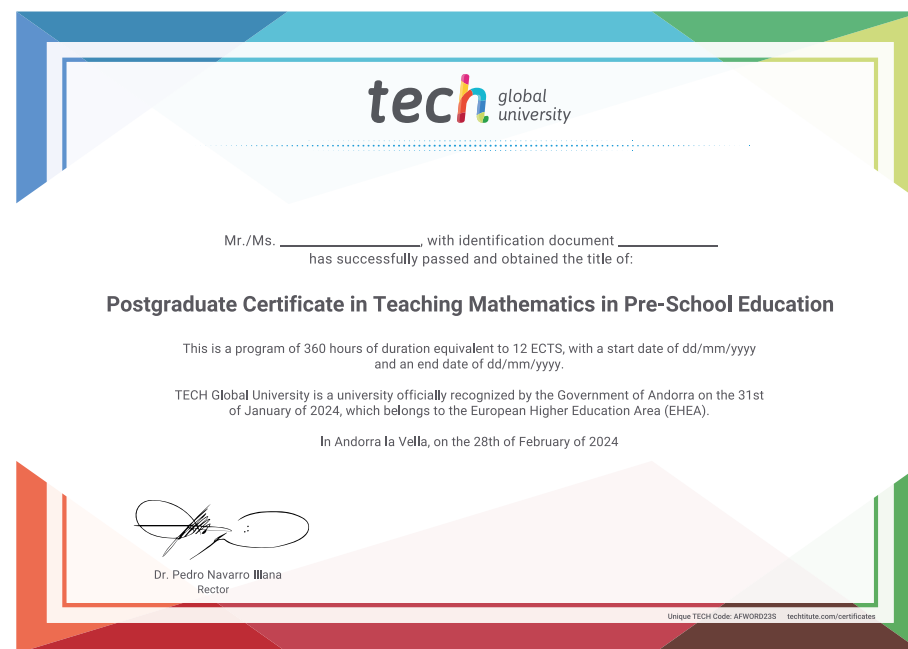 tech global
university
Mr./Ms. ____________________, with identification document ______________
has successfully passed and obtained the title of:
Postgraduate Certificate in Teaching Mathematics in Pre-School Education
This is a program of 360 hours of duration equivalent to 12 ECTS, with a start date of dd/mm/yyyy
and an end date of dd/mm/yyyy.
TECH Global University is a university officially recognized by the Government of Andorra on the 31st
of January of 2024, which belongs to the European Higher Education Area (EHEA).
In Andorra la Vella, on the 28th of February of 2024
Dr. Pedro Navarro Illana
Rector
Unique TECH Code: AFWORD23S techtitute.com/certificates